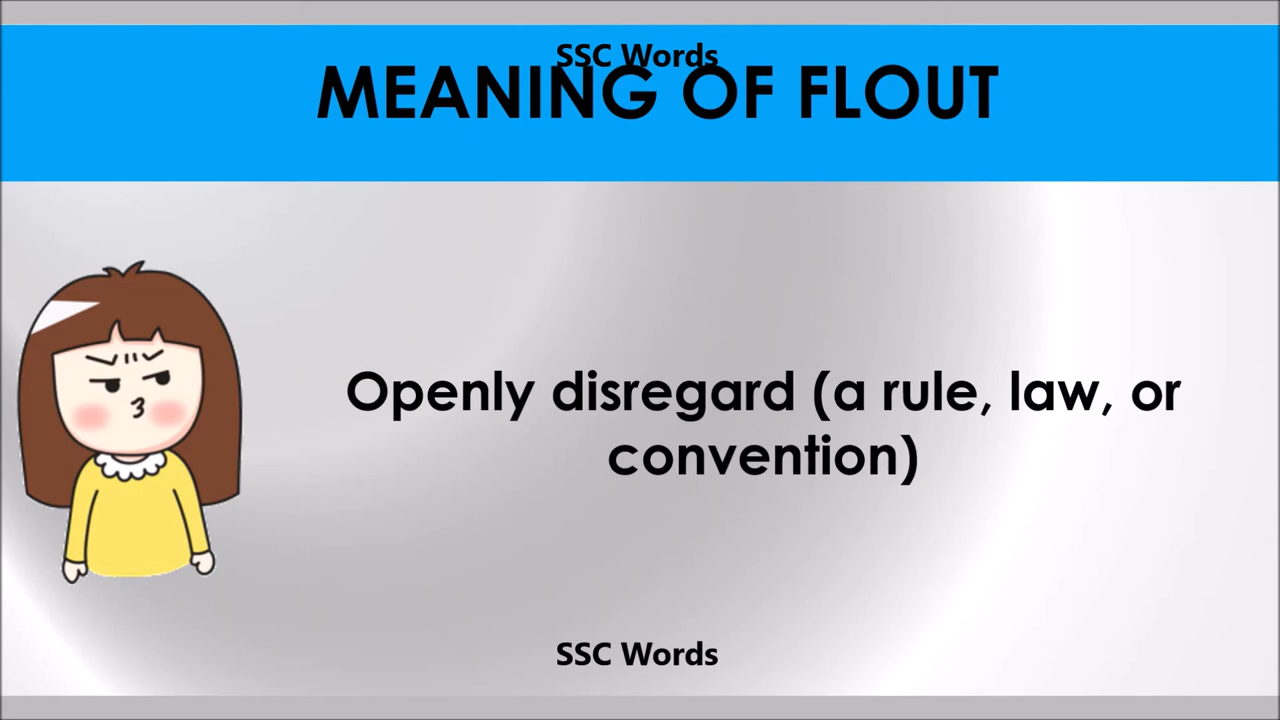 SSC Words
MEANING OF FLOUT
Openly disregard (a rule, law, or
convention)
SSC Words